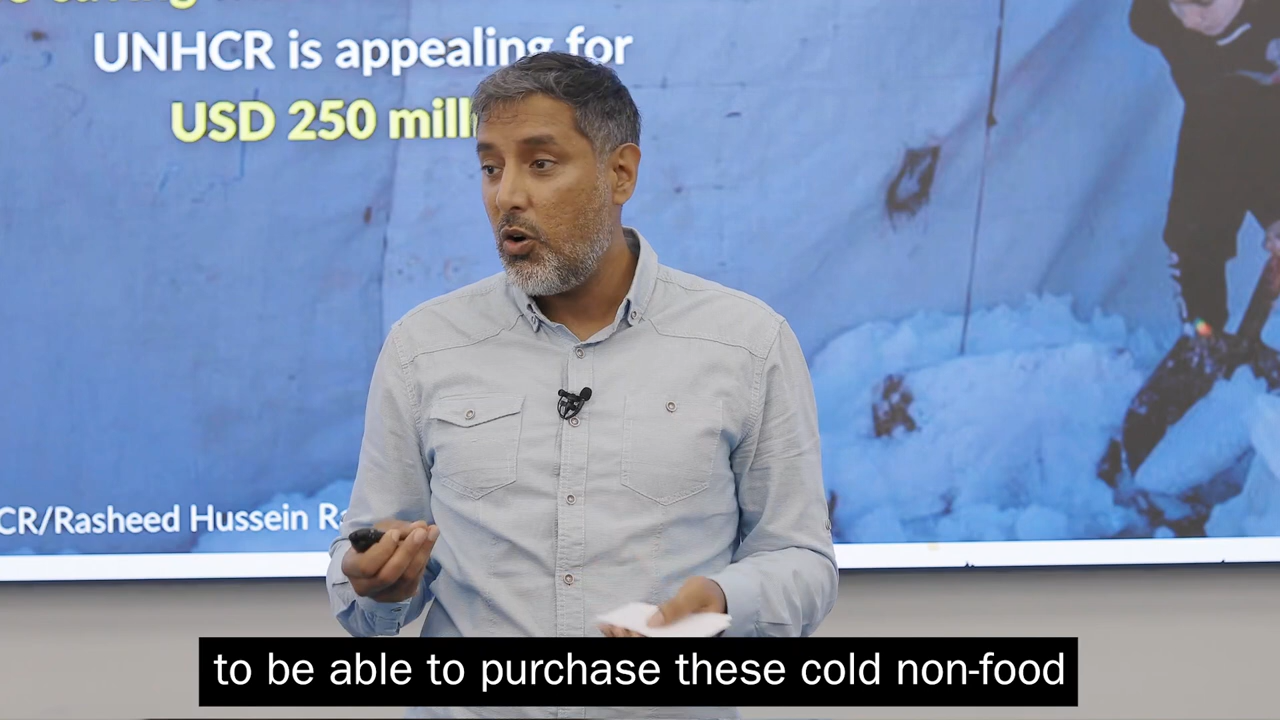 UNHCR is appealing for
USD 250
CR/Rasheed Hussein
to be able to purchase these cold non-food